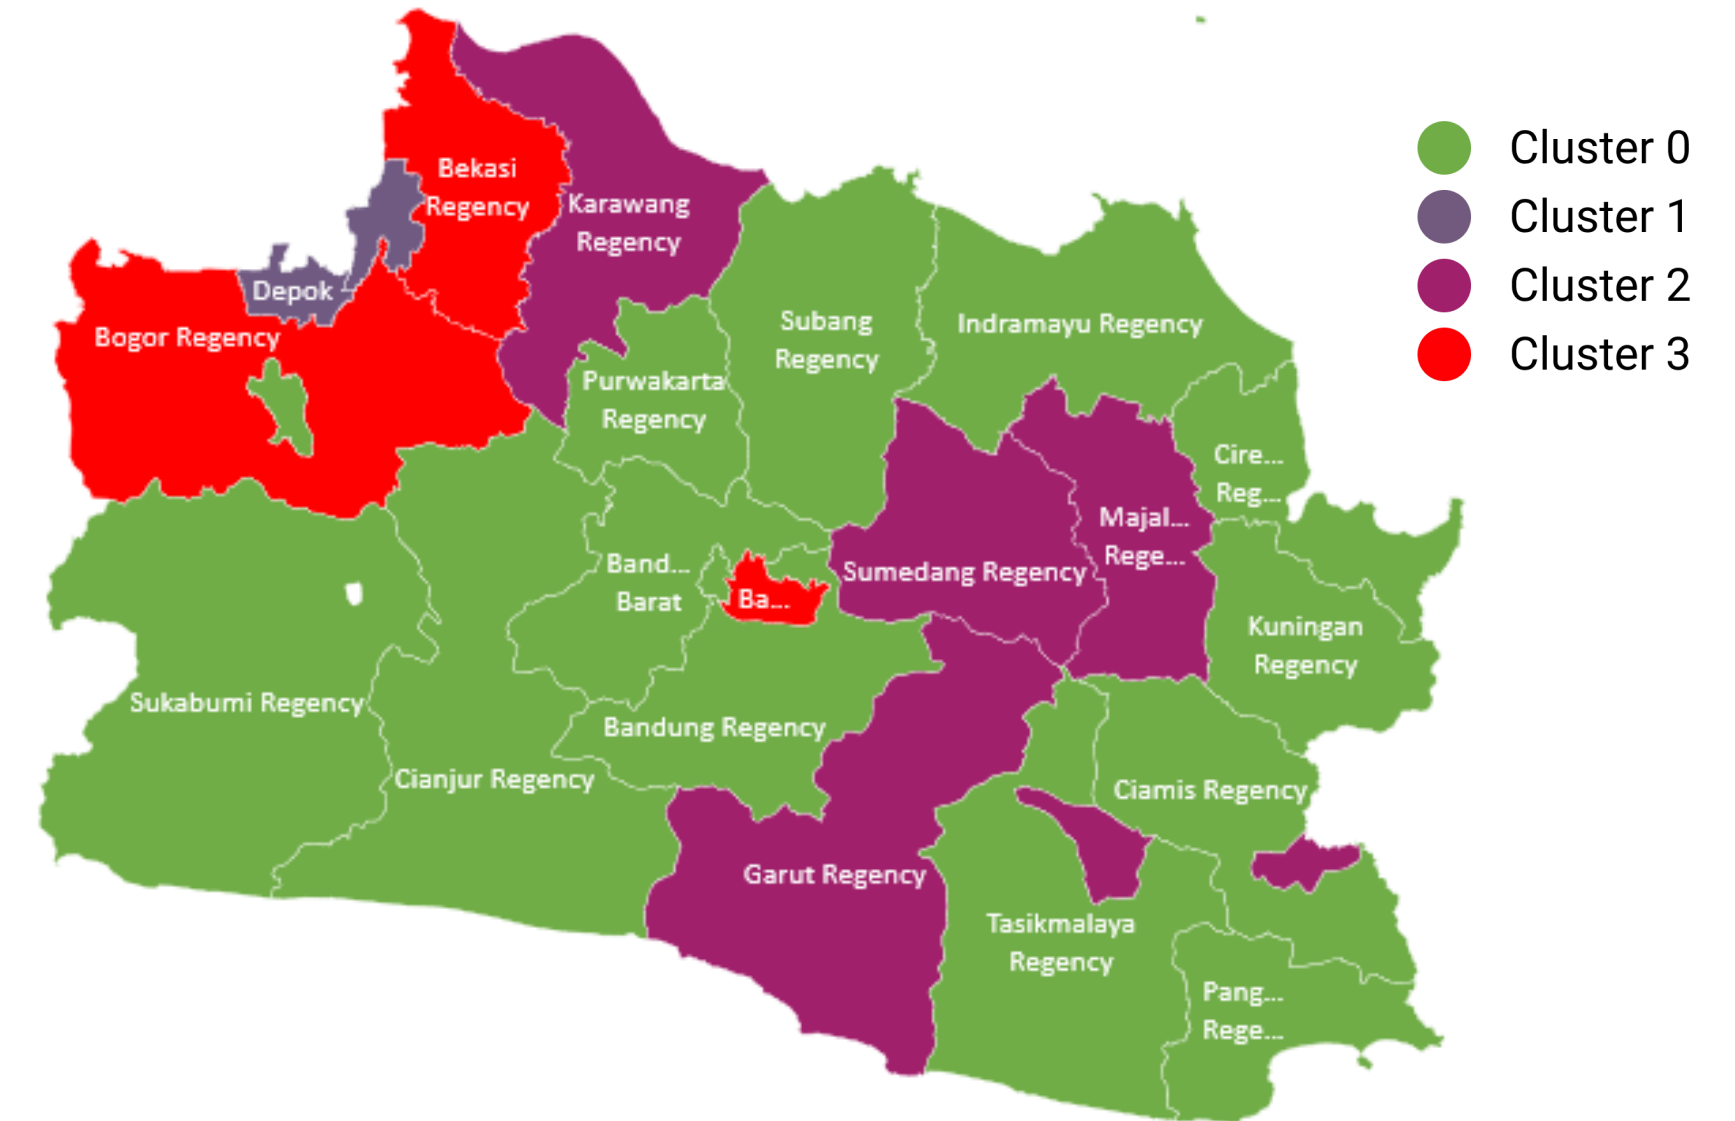 Bekasi
Regency
Karawang
Regency
Depok
Bogor Regency
Subang
Regency
Indramayu Regency
Purwakarta
Regency
Cire...
Reg...
Majal...
Rege...
Band...
Barat
Ba...
Sumedang Regency
Kuningan
Regency
Sukabumi Regency
Bandung Regency
Cianjur Regency
Ciamis Regency
Garut Regency
Tasikmalaya
Regency
Pang...
Rege...
Cluster 0
Cluster 1
Cluster 2
Cluster 3